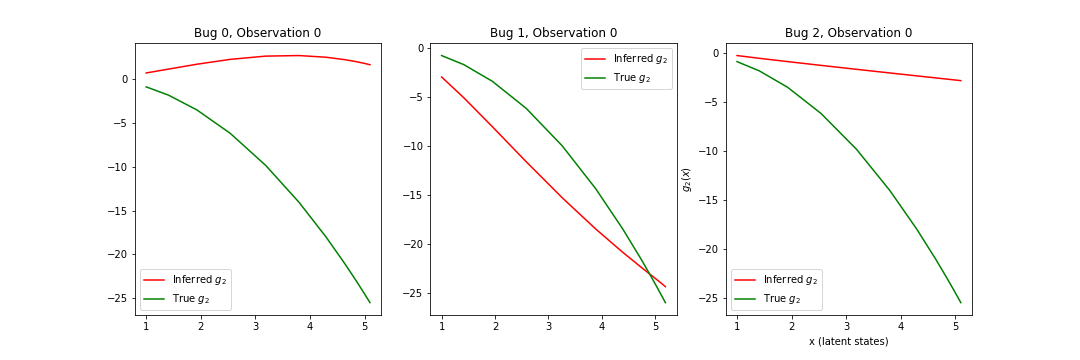 Bug 0, Observation 0
0
−5
−10
−15
−20
−25
1 2 3 4 5
Inferred g₂
True g₂
Bug 1, Observation 0
0
−5
−10
−15
−20
−25
1 2 3 4 5
Inferred g₂
True g₂
Bug 2, Observation 0
g₂(x)
0
−5
−10
−15
−20
−25
1 2 3 4 5
Inferred g₂
True g₂
x (latent states)